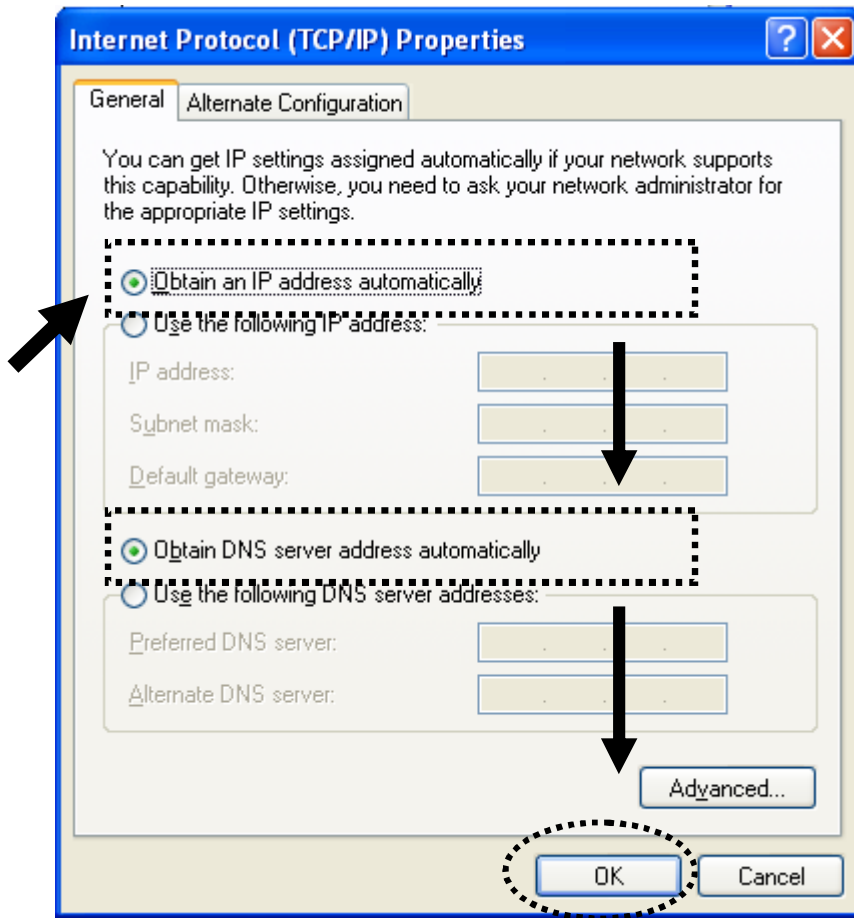 Internet Protocol (TCP/IP) Properties
General
Alternate Configuration
You can get IP settings assigned automatically if your network supports
this capability. Otherwise, you need to ask your network administrator for
the appropriate IP settings.
Obtain an IP address automatically
Use the following IP address:
IP address:
Subnet mask:
Default gateway:
Obtain DNS server address automatically
Use the following DNS server addresses:
Preferred DNS server:
Alternate DNS server:
Advanced...
OK
Cancel